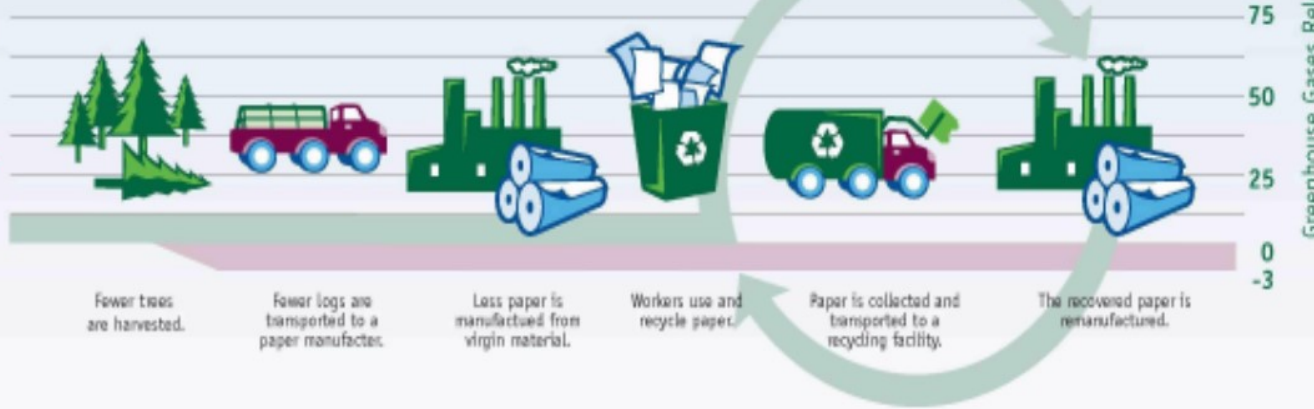 75
50
25
0
-3
Greenhouse Gases
Fewer trees
are harvested.
Fewer logs are
transported to a
paper manufacter.
Less paper is
manufactued from
virgin material.
Workers use and
recycle paper.
Paper is collected and
transported to a
recycling facility.
The recovered paper is
remanufactured.